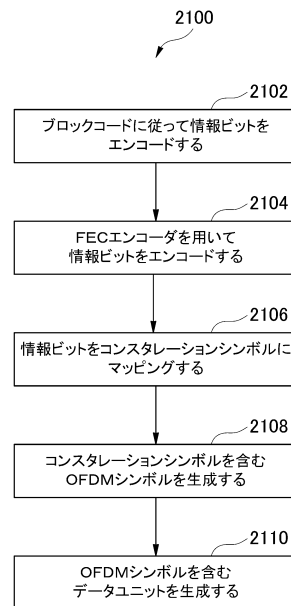 2100
2102
ブロックコードに従って情報ビットを
エンコードする
2104
FECエンコーダを用いて
情報ビットをエンコードする
2106
情報ビットをコンスタレーションシンボルに
マッピングする
2108
コンスタレーションシンボルを含む
OFDMシンボルを生成する
2110
OFDMシンボルを含む
データユニットを生成する